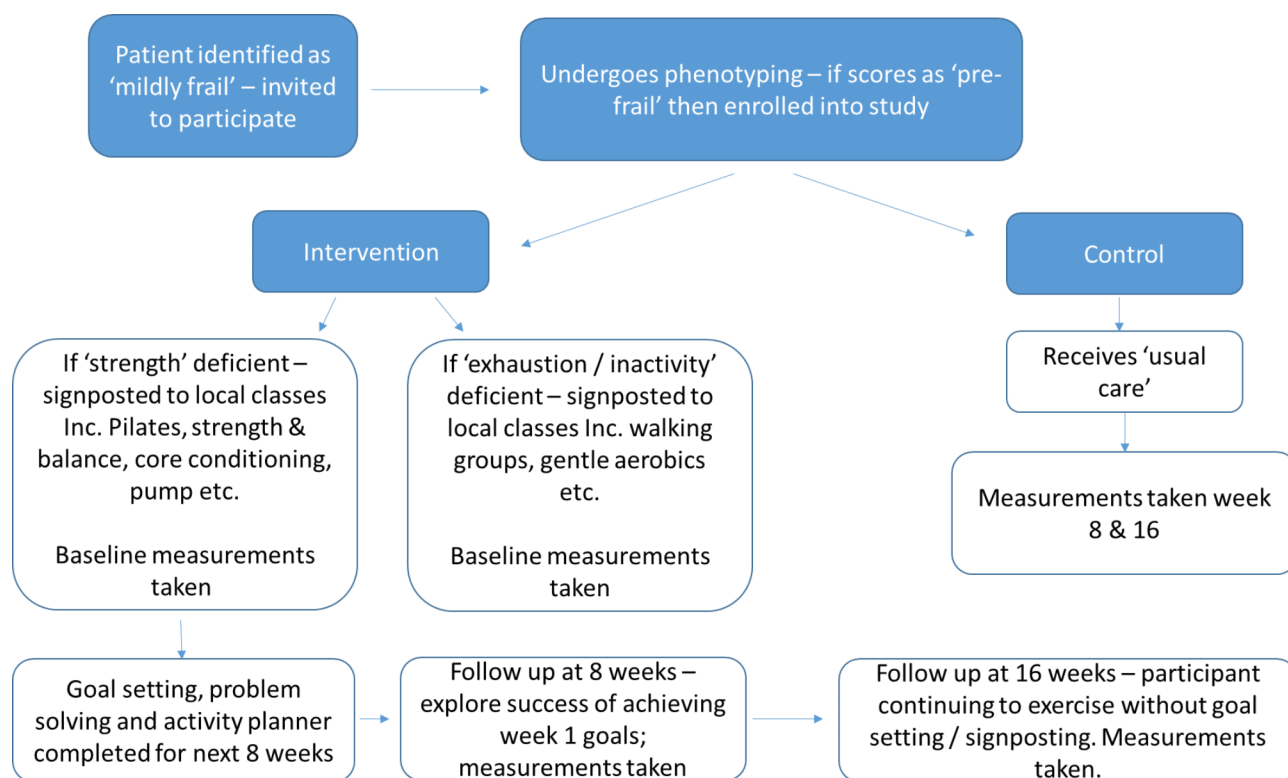 Patient identified as
‘mildly frail’ – invited
to participate
Undergoes phenotyping – if scores as ‘pre-
frail’ then enrolled into study
Intervention
Control
If ‘strength’ deficient –
signposted to local classes
Inc. Pilates, strength &
balance, core conditioning,
pump etc.
Baseline measurements
taken
If ‘exhaustion / inactivity’
deficient – signposted to
local classes Inc. walking
groups, gentle aerobics
etc.
Baseline measurements
taken
Receives ‘usual
care’
Measurements taken week
8 & 16
Goal setting, problem
solving and activity planner
completed for next 8 weeks
Follow up at 8 weeks –
explore success of achieving
week 1 goals;
measurements taken
Follow up at 16 weeks – participant
continuing to exercise without goal
setting / signposting. Measurements
taken.